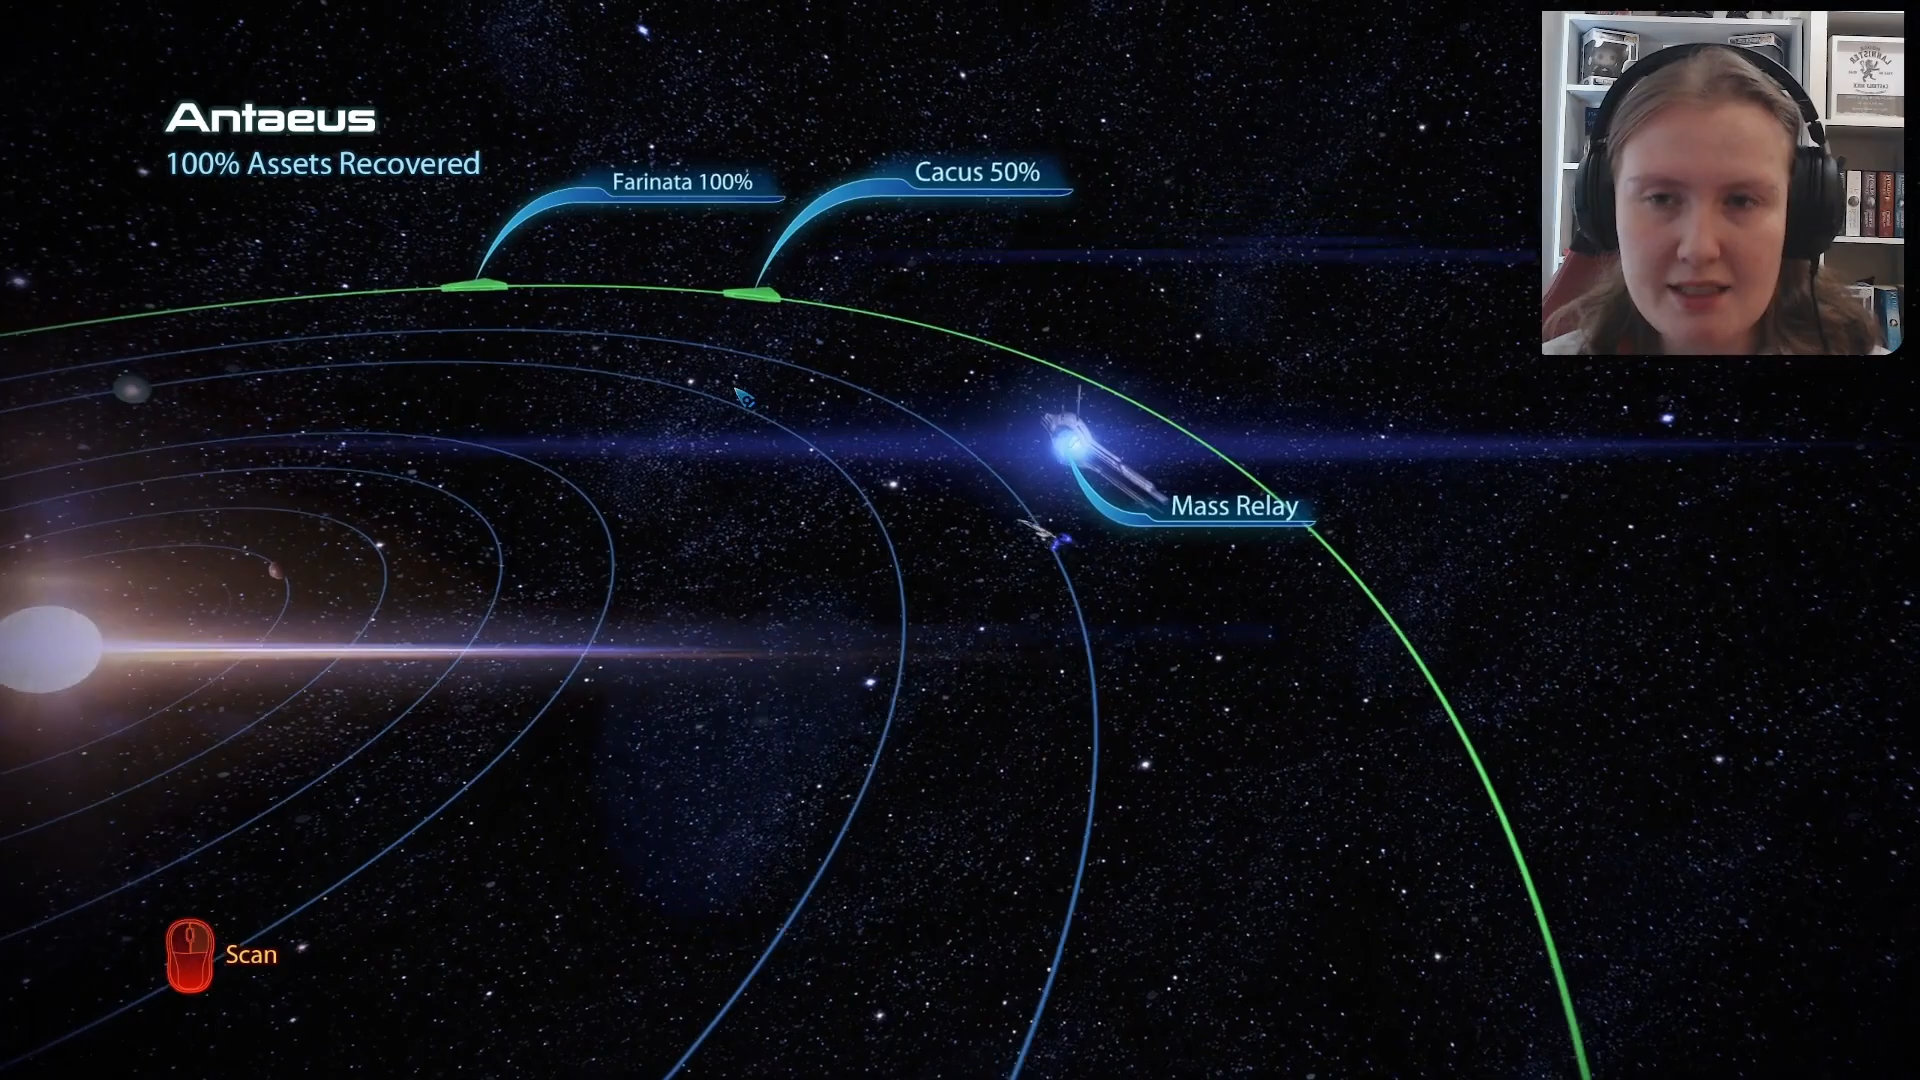 Antaeus
100% Assets Recovered
Farinata 100%
Cacus 50%
Mass Relay
Scan